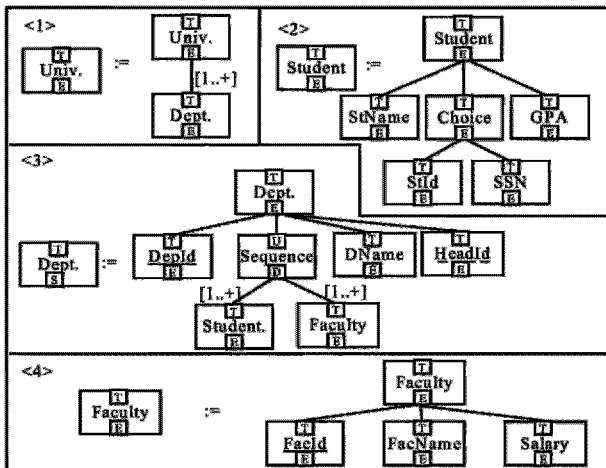 <1>
T
Univ.
E
:=
T
Univ.
E
[1..+]
T
Dept.
E
<2>
T
Student
E
:=
T
Student
E
T
StName
E
T
Choice
E
T
GPA
E
T
StId
E
T
SSN
E
<3>
T
Dept.
S
:=
T
Dept.
E
T
DepId
E
U
Sequence
D
T
DName
E
T
HeadId
E
[1..+]
[1..+]
T
Student.
E
T
Faculty
E
<4>
T
Faculty
E
:=
T
Faculty
E
T
FacId
E
T
FacName
E
T
Salary
E